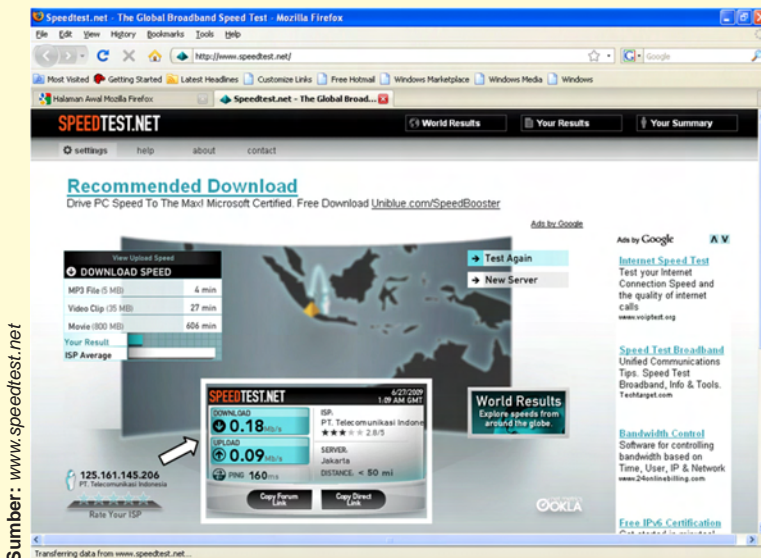 Speedtest.net - The Global Broadband Speed Test - Mozilla Firefox
File Edit View History Bookmarks Tools Help
http://www.speedtest.net/
Google
Most Visited Getting Started Latest Headlines Customize Links Free Hotmail Windows Marketplace Windows Media Windows
Halaman Awal Mozilla Firefox
Speedtest.net - The Global Broad...
SPEEDTEST.NET
World Results
Your Results
Your Summary
settings help about contact
Recommended Download
Drive PC Speed To The Max! Microsoft Certified. Free Download Uniblue.com/SpeedBooster
Ads by Google
View Upload Speed
DOWNLOAD SPEED
MP3 File (5 MB) 4 min
Video Clip (35 MB) 27 min
Movie (800 MB) 606 min
Your Result
ISP Average
Test Again
New Server
SPEEDTEST.NET
6/27/2009
1:09 AM GMT
DOWNLOAD
0.18 Mb/s
UPLOAD
0.09 Mb/s
PING 160 ms
ISP:
PT. Telecomunikasi Indone
2.8/5
SERVER:
Jakarta
DISTANCE: < 50 mi
Copy Forum
Link
Copy Direct
Link
World Results
Explore speeds from
around the globe.
125.161.145.206
PT. Telecomunikasi Indonesia
Rate Your ISP
OOKLA
Ads by Google
Internet Speed Test
Test your Internet
Connection Speed and
the quality of internet
calls
www.voiptest.org
Speed Test Broadband
Unified Communications
Tips. Speed Test
Broadband, Info & Tools.
Techtarget.com
Bandwidth Control
Software for controlling
bandwidth based on
Time, User, IP & Network
www.24onlinebilling.com
Free IPv6 Certification
Transferring data from www.speedtest.net...
Sumber: www.speedtest.net